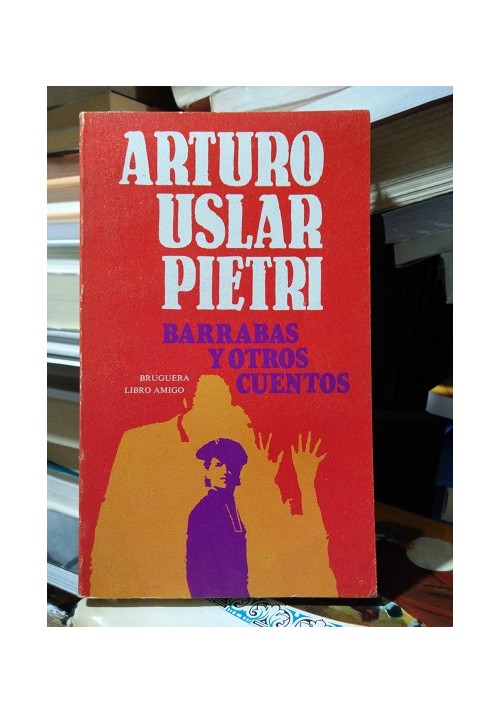 ARTURO
USLAR
PIETRI
BARRABAS
Y OTROS
CUENTOS
BRUGUERA
LIBRO AMIGO